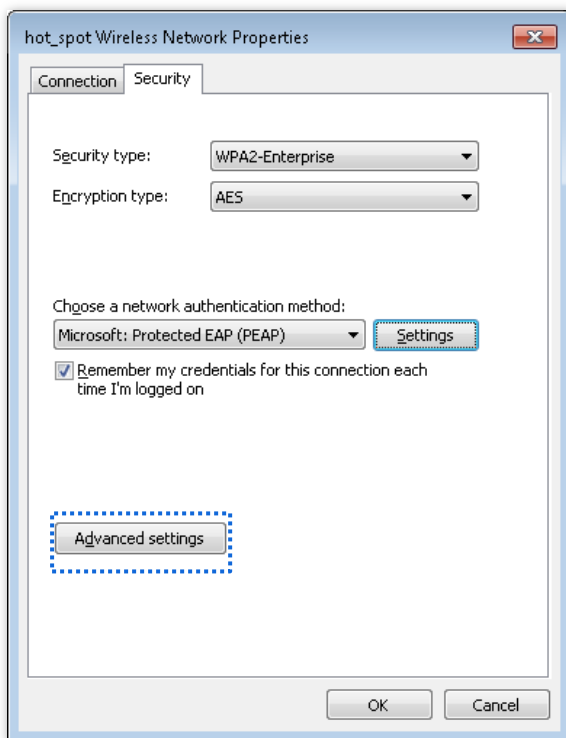 hot_spot Wireless Network Properties
Connection
Security
Security type:
WPA2-Enterprise
Encryption type:
AES
Choose a network authentication method:
Microsoft: Protected EAP (PEAP)
Settings
Remember my credentials for this connection each
time I'm logged on
Advanced settings
OK
Cancel